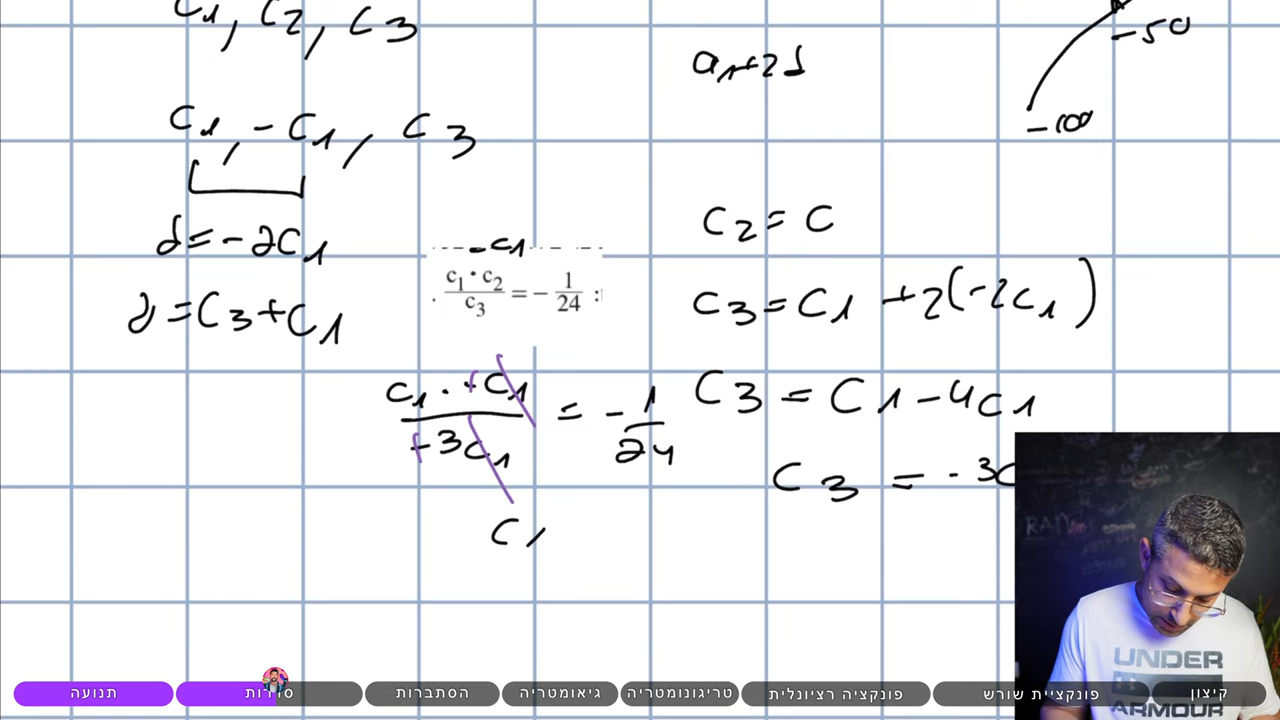 C1, C2, C3
a1+2d
-50
-100
C1, -C1, C3
d=-2C1
d=C3+C1
-C1
. c1 · c2 / c3 = - 1/24 :
C2= C
C3= C1 +2(-2C1)
C1 · +C1 / +3C1 = - 1/24
C3 = C1 -4C1
C3 = -3C
C1
UNDER
ARMOUR
תנועה
סדרות
הסתברות
גיאומטריה
טריגונומטריה
פונקציה רציונלית
פונקציית שורש
קיצון